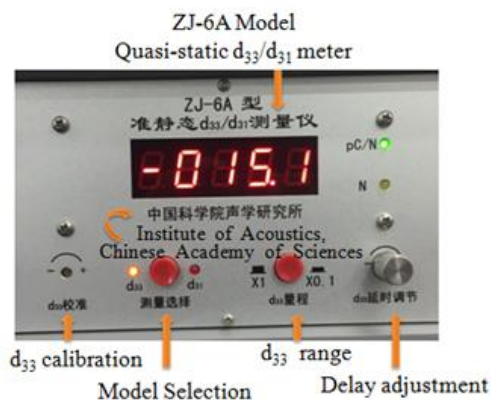 ZJ-6A Model
Quasi-static d₃₃/d₃₁ meter
ZJ-6A 型
准静态d₃₃/d₃₁测量仪
-015.1
pC/N
N
中国科学院声学研究所
Institute of Acoustics,
Chinese Academy of Sciences
- +
d₃₃校准
d₃₃
d₃₁
测量选择
X1
X0.1
d₃₃量程
d₃₃延时调节
d₃₃ calibration
d₃₃ range
Model Selection
Delay adjustment